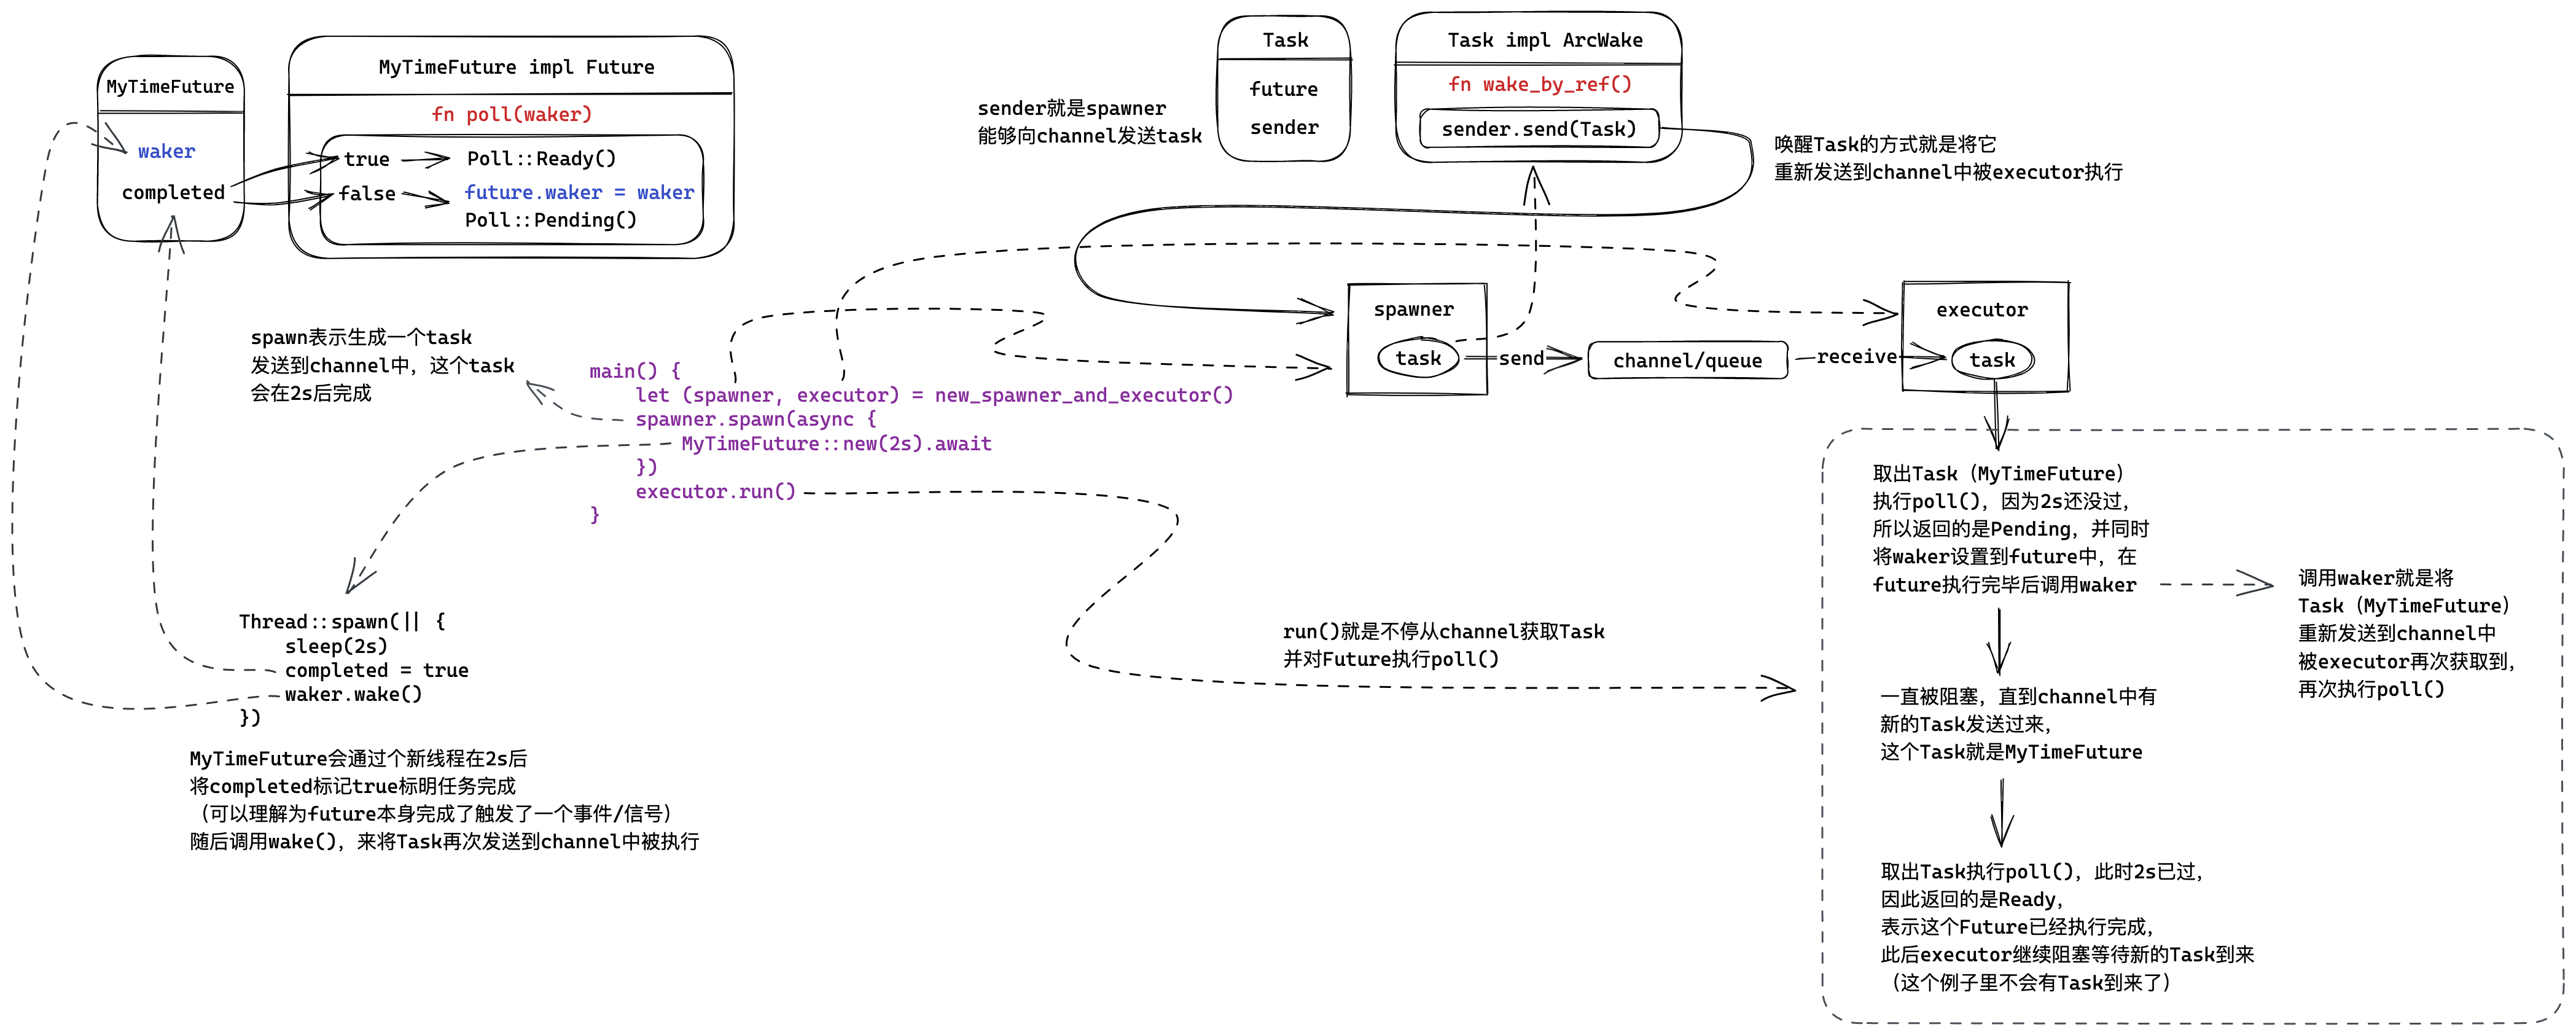 MyTimeFuture
waker
completed
MyTimeFuture impl Future
fn poll(waker)
true
Poll::Ready()
false
future.waker = waker
Poll::Pending()
sender就是spawner
能够向channel发送task
Task
future
sender
Task impl ArcWake
fn wake_by_ref()
sender.send(Task)
唤醒Task的方式就是将它
重新发送到channel中被executor执行
spawner
task
send
channel/queue
receive
executor
task
spawn表示生成一个task
发送到channel中，这个task
会在2s后完成
main() {
let (spawner, executor) = new_spawner_and_executor()
spawner.spawn(async {
MyTimeFuture::new(2s).await
})
executor.run()
}
Thread::spawn(|| {
sleep(2s)
completed = true
waker.wake()
})
MyTimeFuture会通过个新线程在2s后
将completed标记true标明任务完成
（可以理解为future本身完成了触发了一个事件/信号）
随后调用wake()，来将Task再次发送到channel中被执行
run()就是不停从channel获取Task
并对Future执行poll()
取出Task（MyTimeFuture）
执行poll()，因为2s还没过，
所以返回的是Pending，并同时
将waker设置到future中，在
future执行完毕后调用waker
调用waker就是将
Task（MyTimeFuture）
重新发送到channel中
被executor再次获取到，
再次执行poll()
一直被阻塞，直到channel中有
新的Task发送过来，
这个Task就是MyTimeFuture
取出Task执行poll()，此时2s已过，
因此返回的是Ready，
表示这个Future已经执行完成，
此后executor继续阻塞等待新的Task到来
（这个例子里不会有Task到来了）